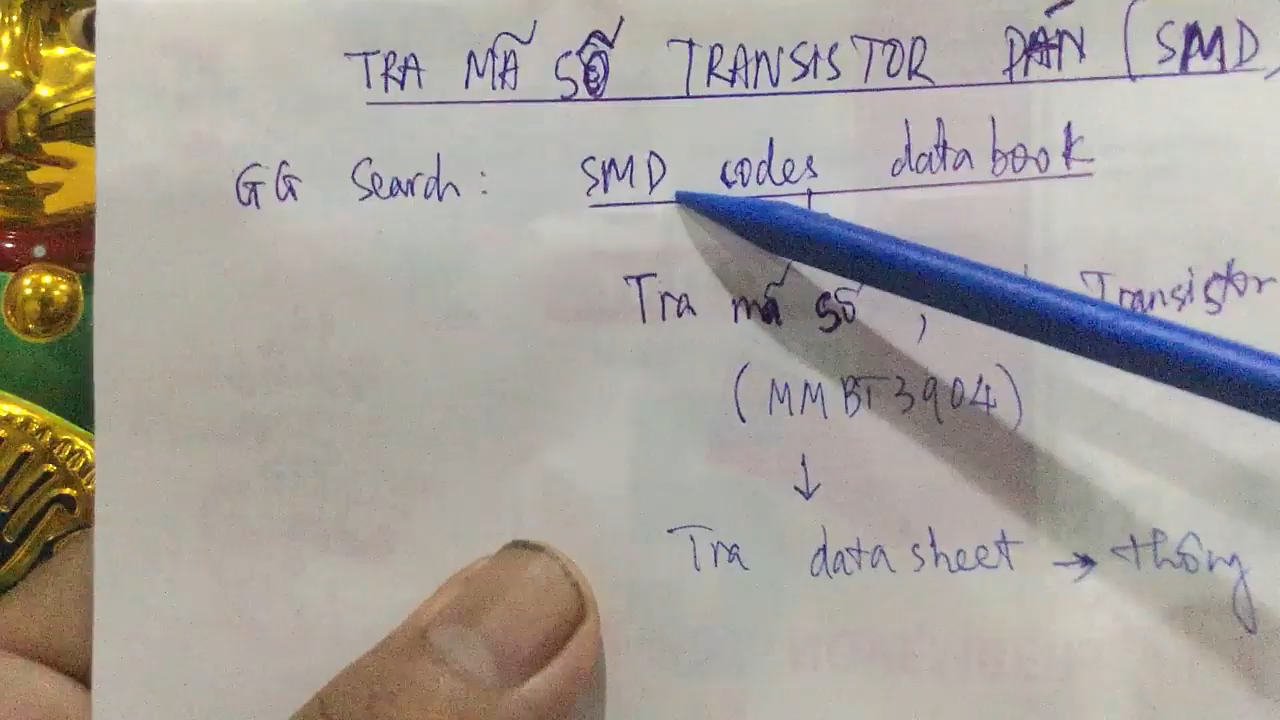 TRA MÃ SỐ TRANSISTOR DÁN (SMD)
GG Search: SMD codes databook
Tra mã số, Transistor
(MMBT3904)
↓
Tra datasheet → thông